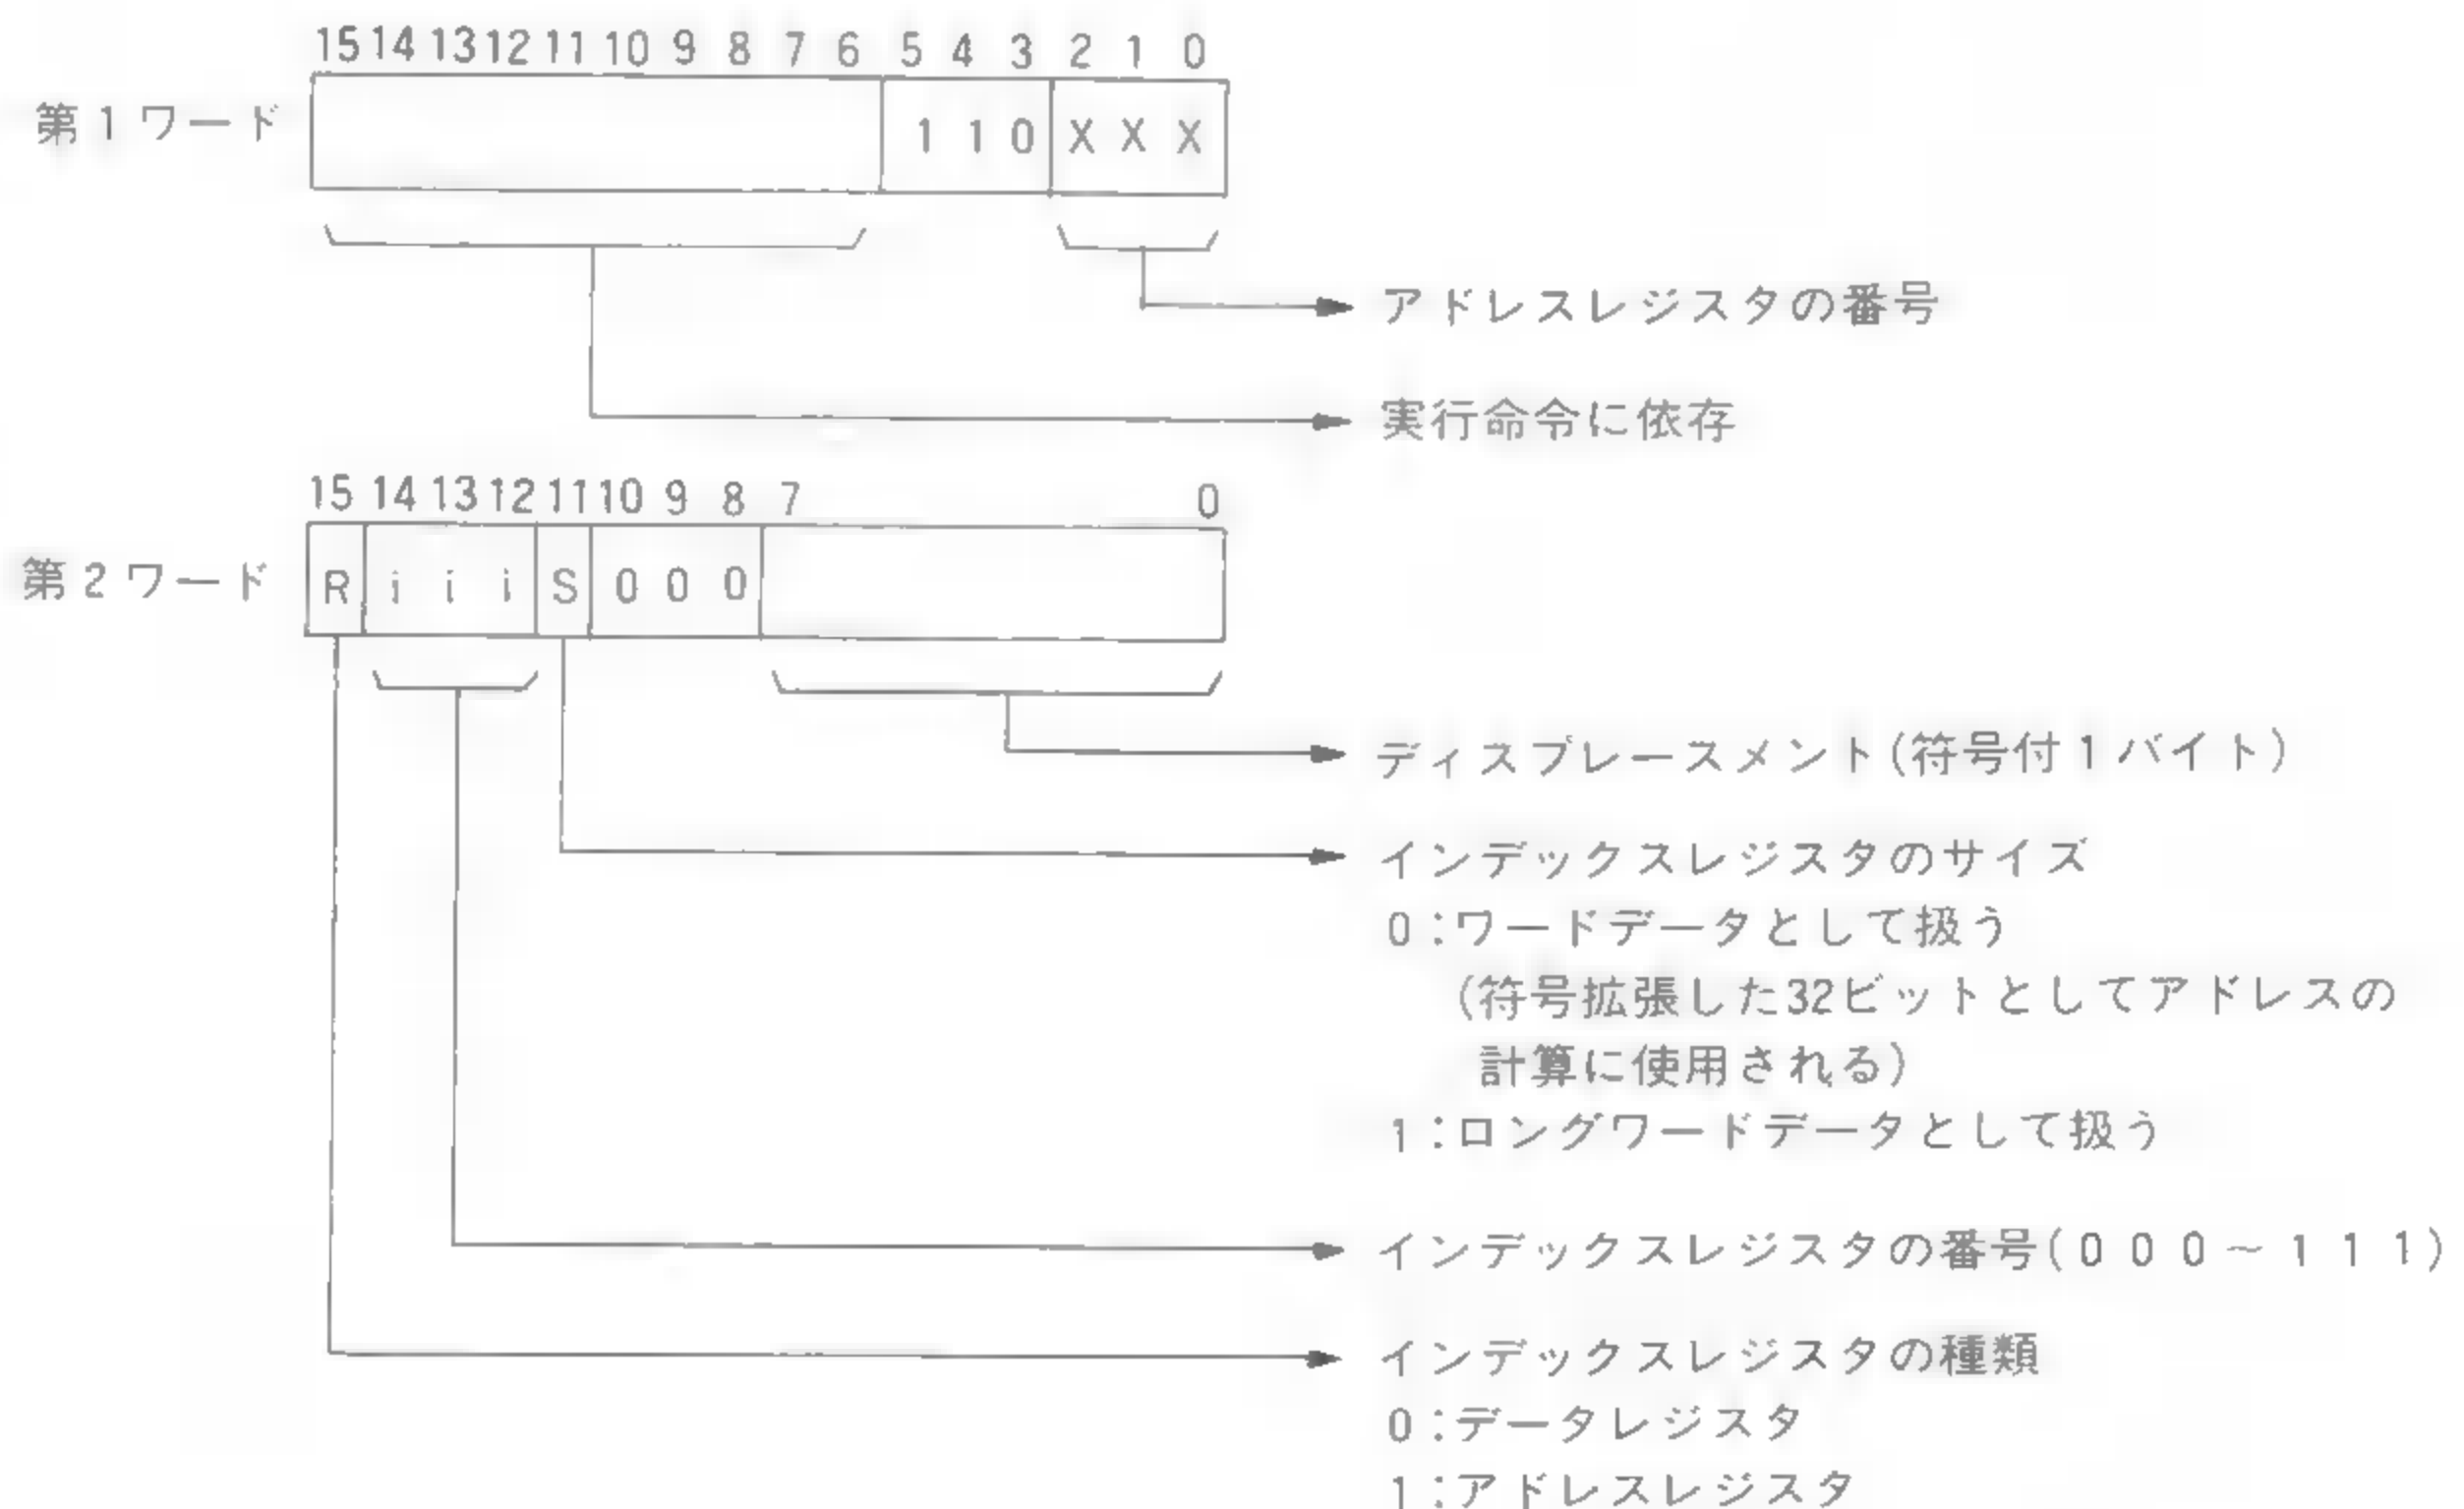 15 14 13 12 11 10 9 8 7 6 5 4 3 2 1 0
第1ワード
1 1 0 X X X
アドレスレジスタの番号
実行命令に依存
15 14 13 12 11 10 9 8 7 0
第2ワード
R i i i S 0 0 0
ディスプレースメント(符号付1バイト)
インデックスレジスタのサイズ
0:ワードデータとして扱う
(符号拡張した32ビットとしてアドレスの
計算に使用される)
1:ロングワードデータとして扱う
インデックスレジスタの番号(000~111)
インデックスレジスタの種類
0:データレジスタ
1:アドレスレジスタ